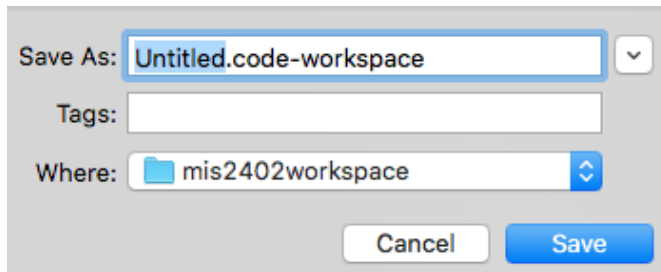 Save As: Untitled.code-workspace
Tags:
Where: mis2402workspace
Cancel Save